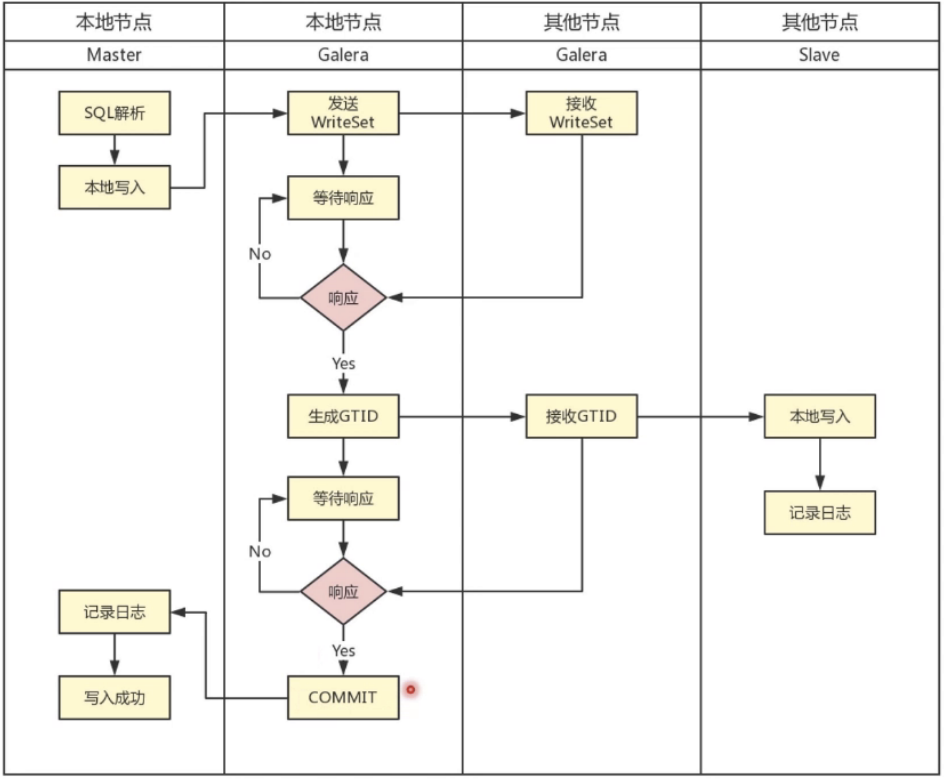 本地节点
本地节点
其他节点
其他节点
Master
Galera
Galera
Slave
SQL解析
发送
WriteSet
接收
WriteSet
本地写入
等待响应
No
响应
Yes
生成GTID
接收GTID
本地写入
等待响应
记录日志
No
响应
记录日志
Yes
写入成功
COMMIT